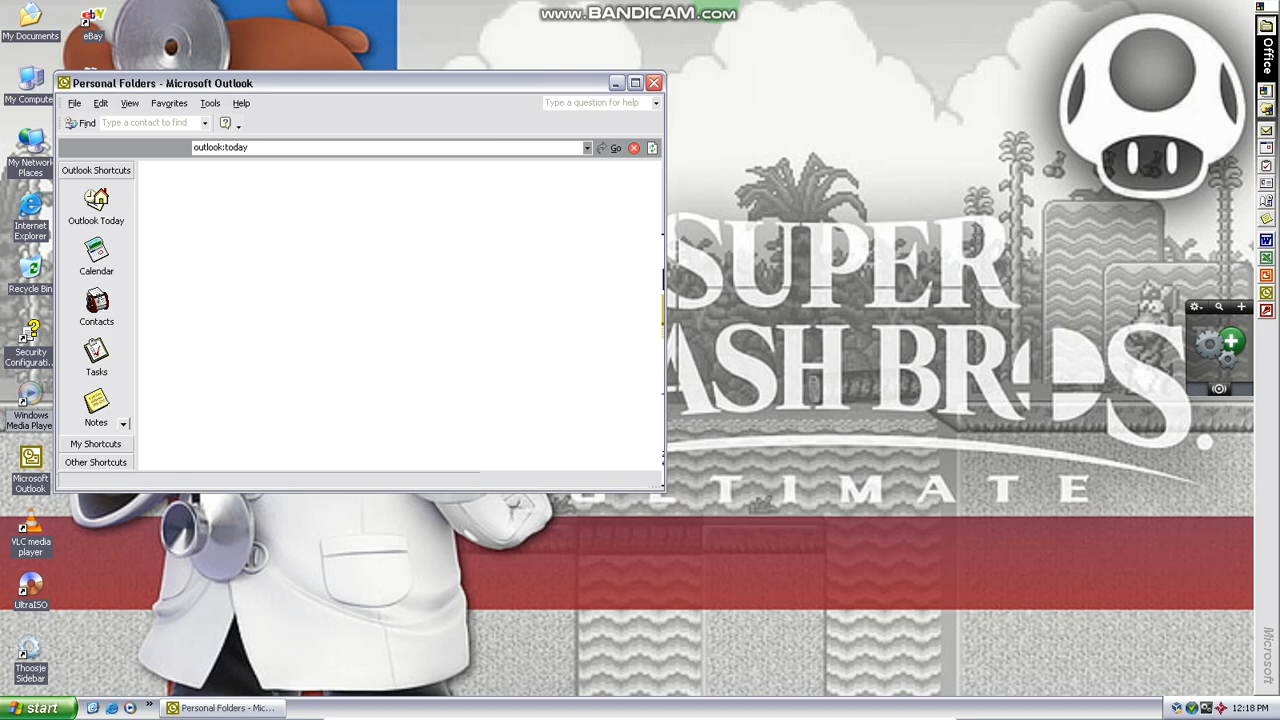 www.BANDICAM.com
My Documents
eBay
My Compute
My Network
Places
Internet
Explorer
Recycle Bin
Security
Configurati...
Windows
Media Playe
Microsoft
Outlook
VLC media
player
UltraISO
Thoosje
Sidebar
Personal Folders - Microsoft Outlook
File Edit View Favorites Tools Help
Type a question for help
Find Type a contact to find
outlook:today
Go
Outlook Shortcuts
Outlook Today
Calendar
Contacts
Tasks
Notes
My Shortcuts
Other Shortcuts
SUPER
ASH BROS.
TIMATE
Office
Microsoft
start
Personal Folders - Mic...
12:18 PM